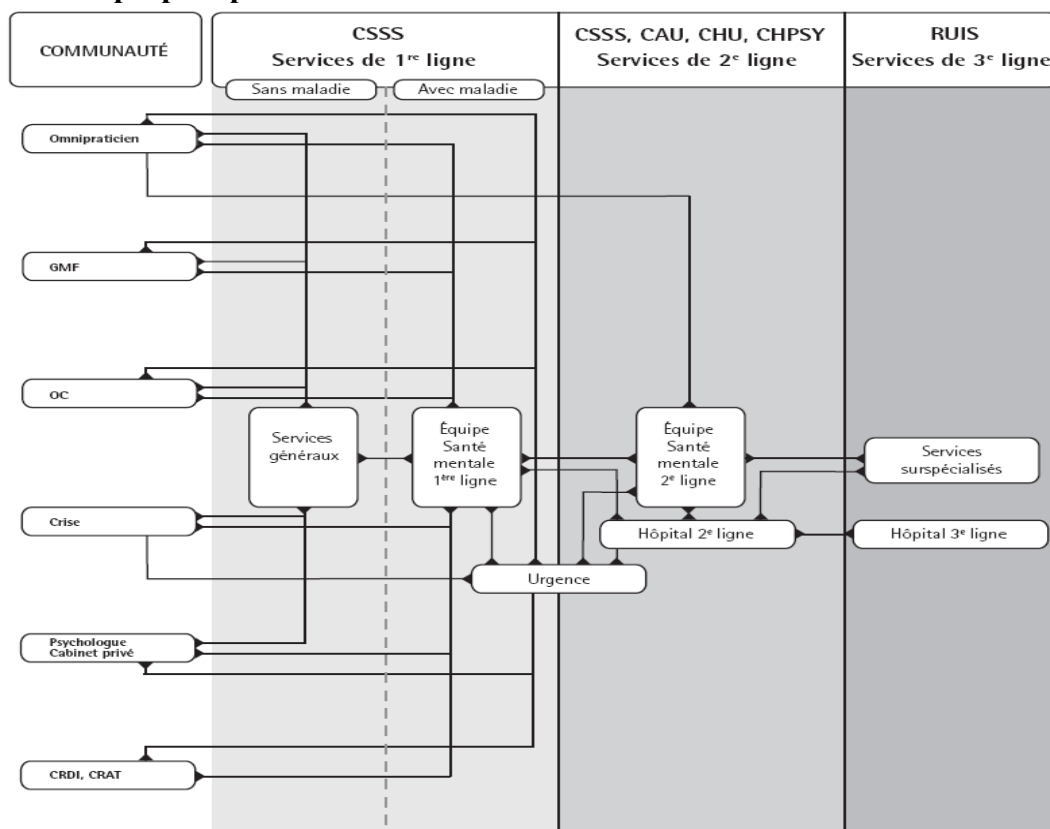 COMMUNAUTÉ
CSSS
Services de 1re ligne
CSSS, CAU, CHU, CHPSY
Services de 2e ligne
RUIS
Services de 3e ligne
Sans maladie
Avec maladie
Omnipraticien
GMF
OC
Services
généraux
Équipe
Santé
mentale
1ère ligne
Équipe
Santé
mentale
2e ligne
Services
surspécialisés
Crise
Hôpital 2e ligne
Hôpital 3e ligne
Urgence
Psychologue
Cabinet privé
CRDI, CRAT